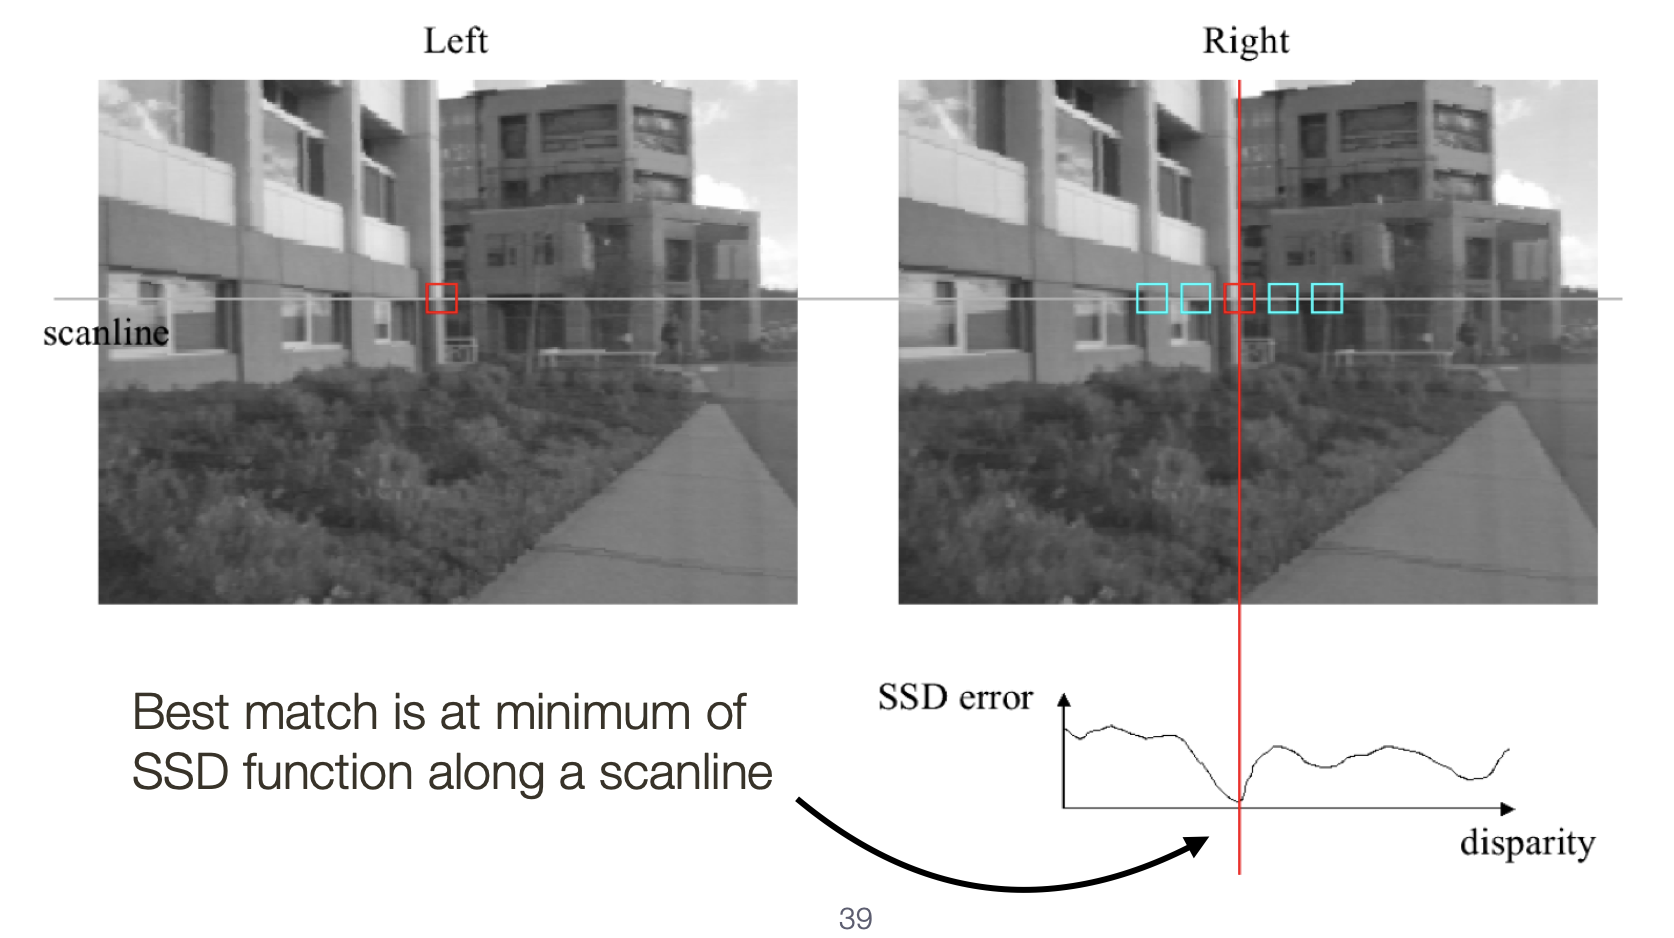 Left
Right
scanline
Best match is at minimum of
SSD function along a scanline
SSD error
disparity
39